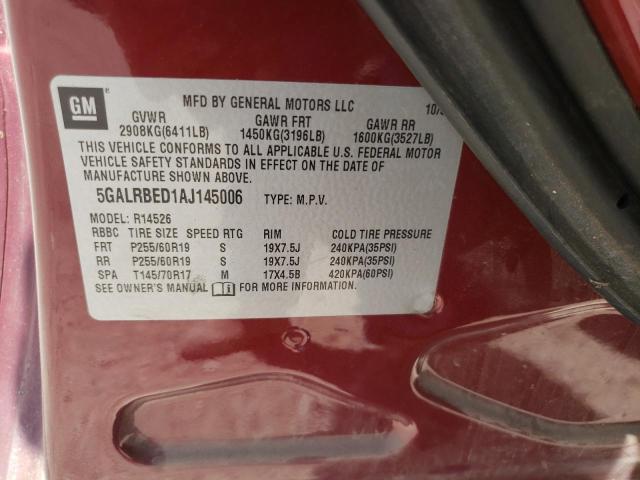 GM
MFD BY GENERAL MOTORS LLC
GVWR GAWR FRT GAWR RR
2908KG(6411LB) 1450KG(3196LB) 1600KG(3527LB)
THIS VEHICLE CONFORMS TO ALL APPLICABLE U.S. FEDERAL MOTOR
VEHICLE SAFETY STANDARDS IN EFFECT ON THE DATE OF
MANUFACTURE SHOWN ABOVE.
5GALRBED1AJ145006 TYPE: M.P.V.
MODEL: R14526
RBBC TIRE SIZE SPEED RTG RIM COLD TIRE PRESSURE
FRT P255/60R19 S 19X7.5J 240KPA(35PSI)
RR P255/60R19 S 19X7.5J 240KPA(35PSI)
SPA T145/70R17 M 17X4.5B 420KPA(60PSI)
SEE OWNER'S MANUAL FOR MORE INFORMATION.